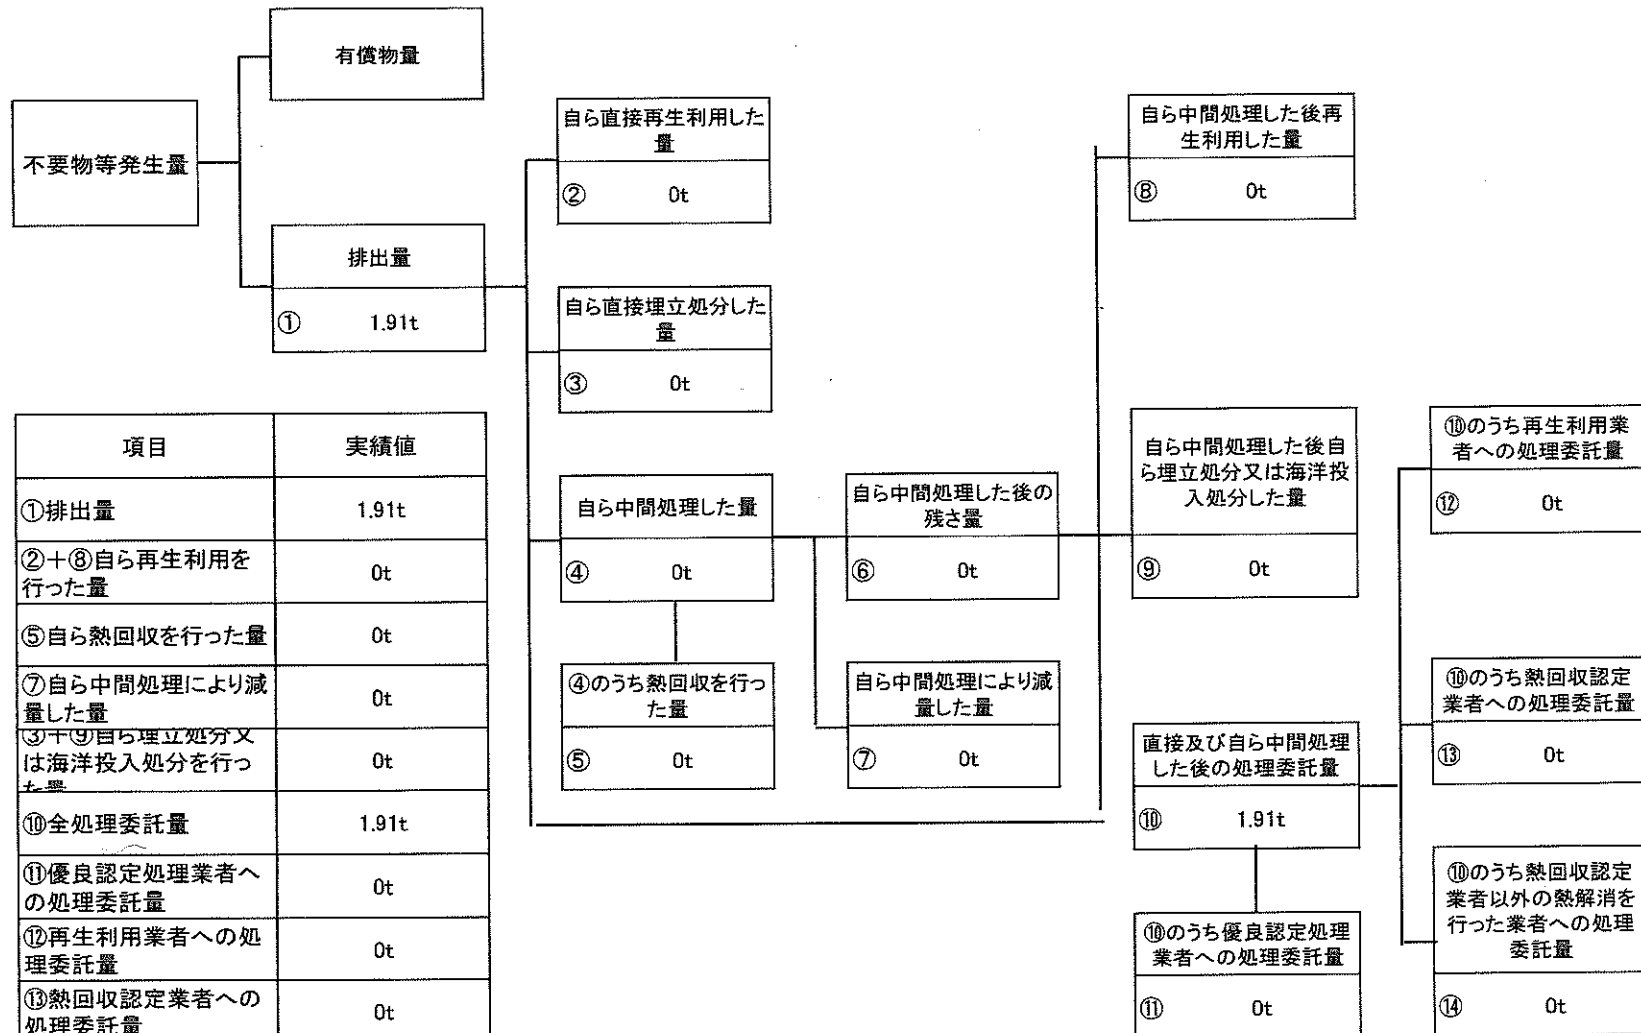 有償物量
不要物等発生量
排出量
① 1.91t
自ら直接再生利用した
量
② 0t
自ら直接埋立処分した
量
③ 0t
自ら中間処理した量
④ 0t
④のうち熱回収を行っ
た量
⑤ 0t
自ら中間処理した後の
残さ量
⑥ 0t
自ら中間処理により減
量した量
⑦ 0t
自ら中間処理した後再
生利用した量
⑧ 0t
自ら中間処理した後自
ら埋立処分又は海洋投
入処分した量
⑨ 0t
直接及び自ら中間処理
した後の処理委託量
⑩ 1.91t
⑩のうち優良認定処理
業者への処理委託量
⑪ 0t
⑩のうち再生利用業
者への処理委託量
⑫ 0t
⑩のうち熱回収認定
業者への処理委託量
⑬ 0t
⑩のうち熱回収認定
業者以外の熱解消を
行った業者への処理
委託量
⑭ 0t
項目 実績値
①排出量 1.91t
②+⑧自ら再生利用を
行った量 0t
⑤自ら熱回収を行った量 0t
⑦自ら中間処理により減
量した量 0t
③+⑨自ら埋立処分又
は海洋投入処分を行っ
た量 0t
⑩全処理委託量 1.91t
⑪優良認定処理業者へ
の処理委託量 0t
⑫再生利用業者への処
理委託量 0t
⑬熱回収認定業者への
処理委託量 0t